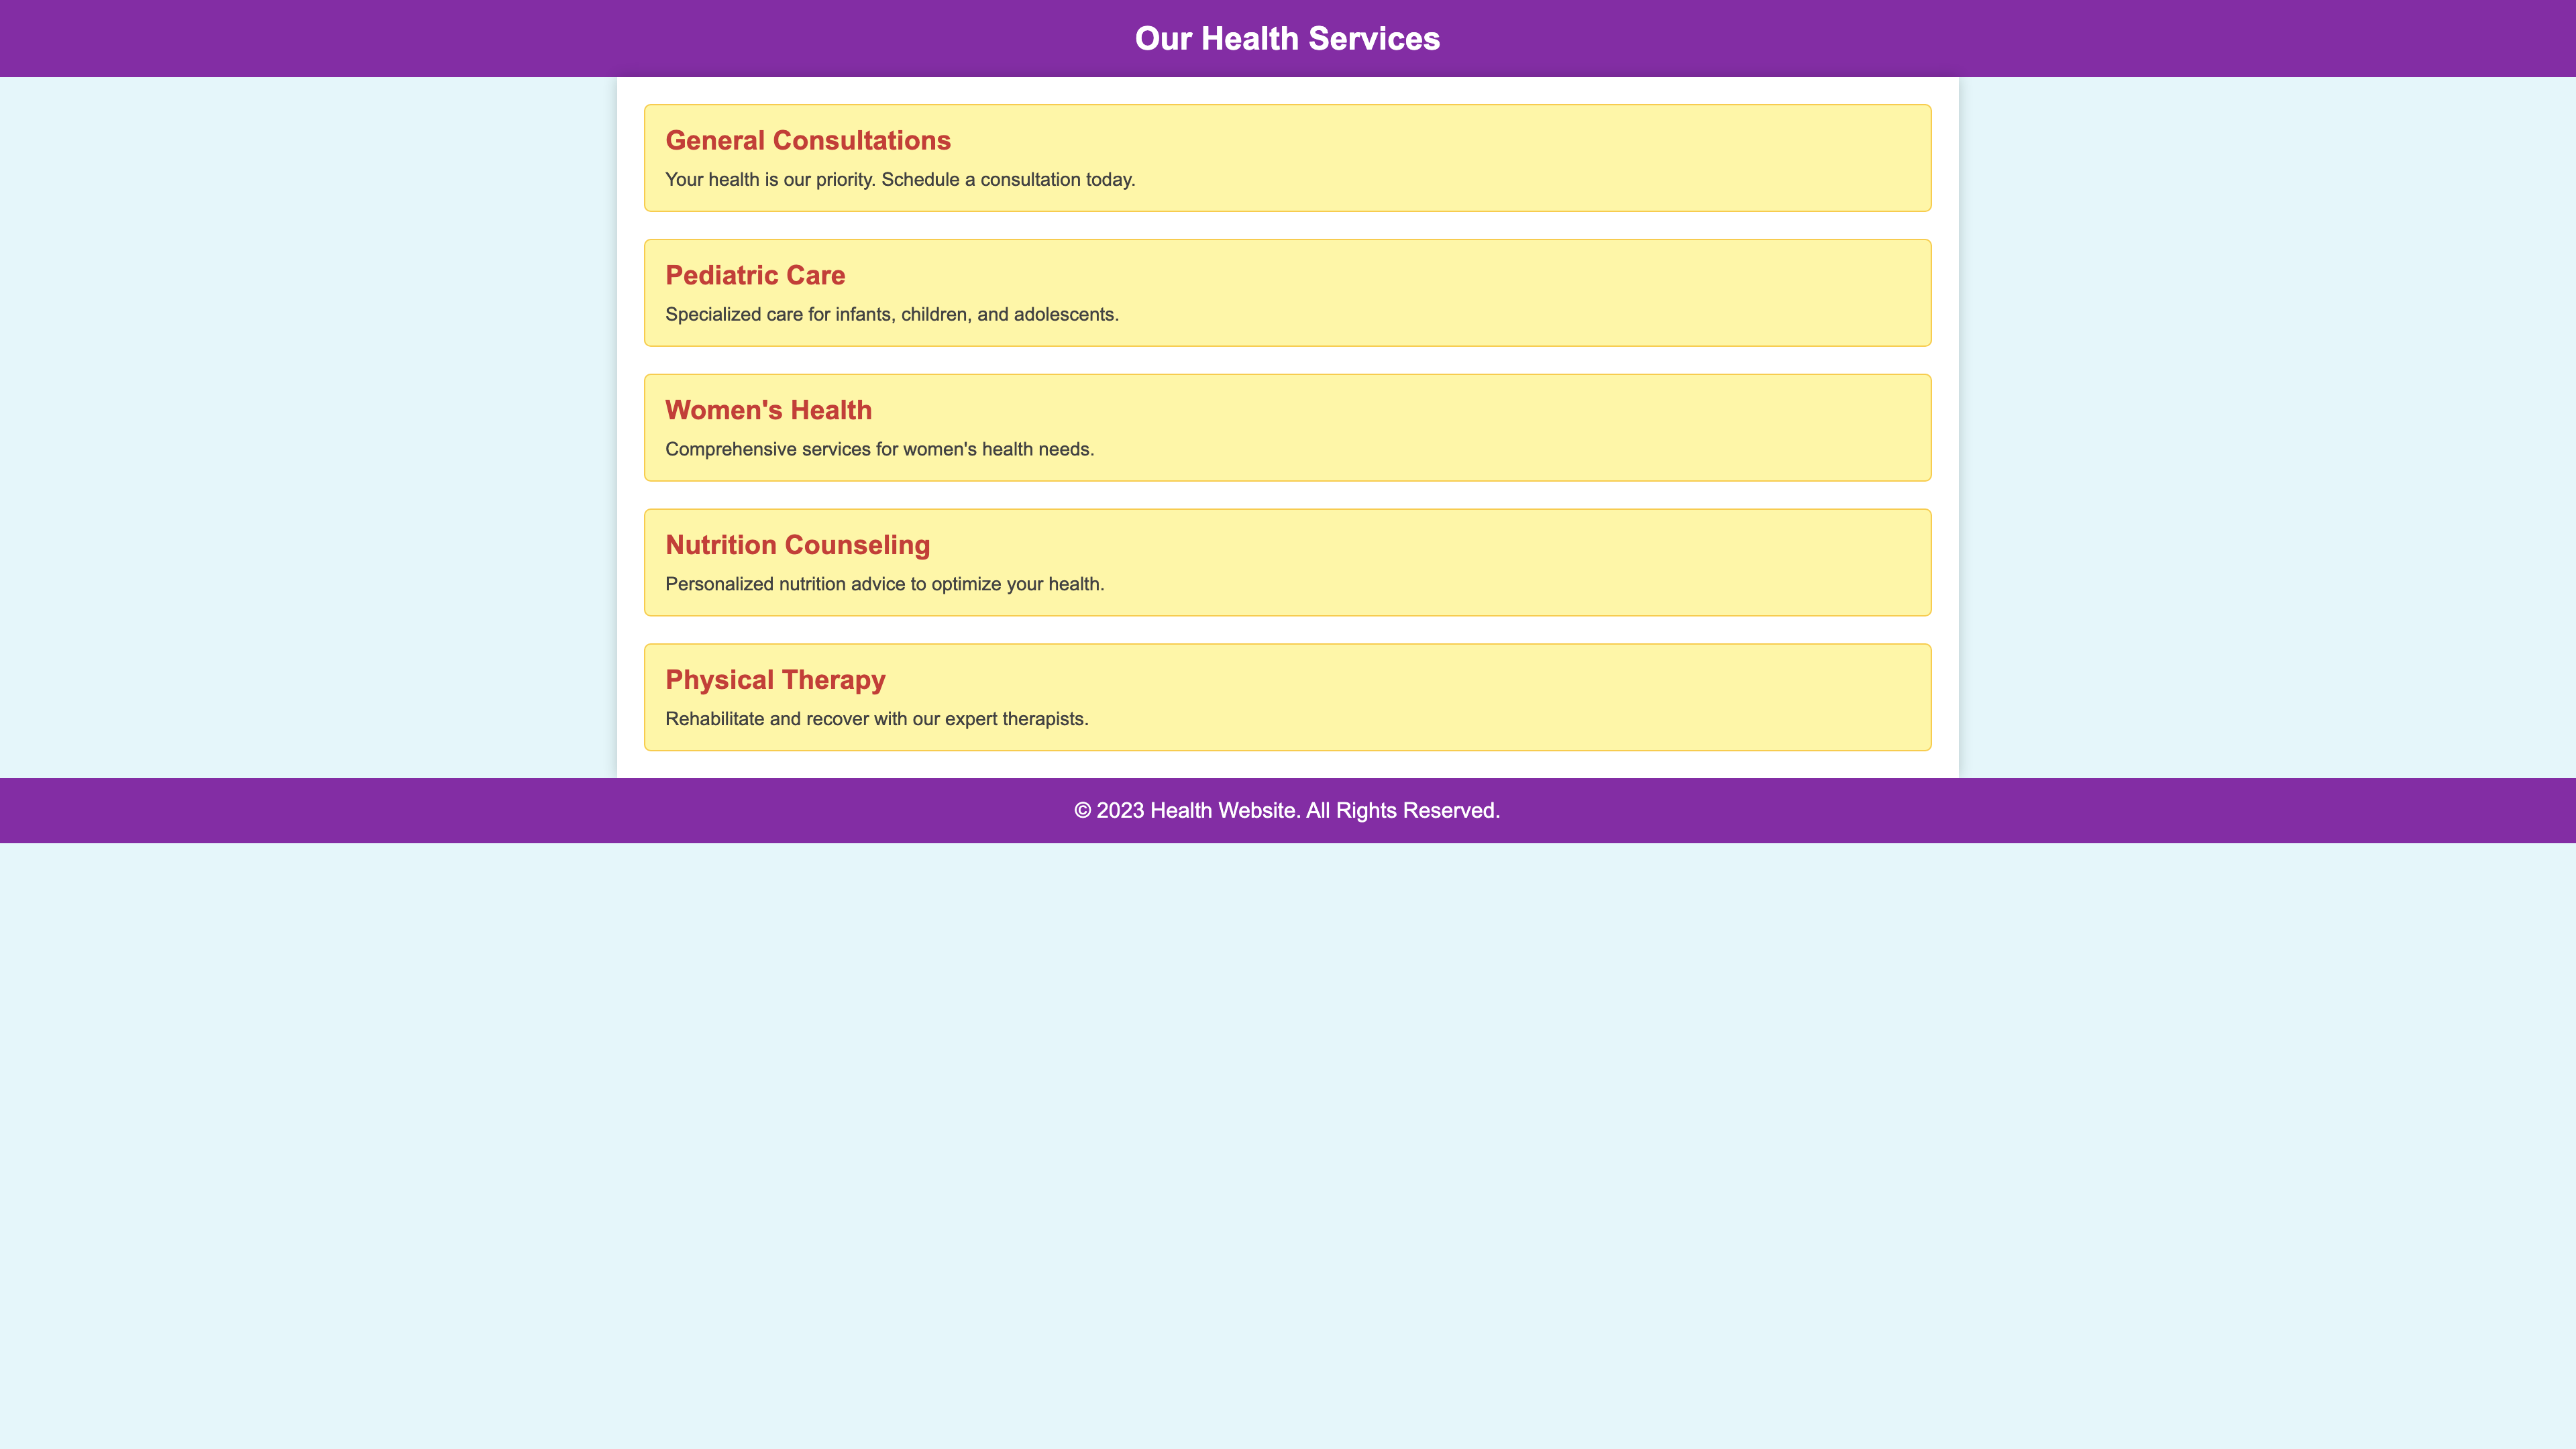 Our Health Services
General Consultations
Your health is our priority. Schedule a consultation today.
Pediatric Care
Specialized care for infants, children, and adolescents.
Women's Health
Comprehensive services for women's health needs.
Nutrition Counseling
Personalized nutrition advice to optimize your health.
Physical Therapy
Rehabilitate and recover with our expert therapists.
© 2023 Health Website. All Rights Reserved.